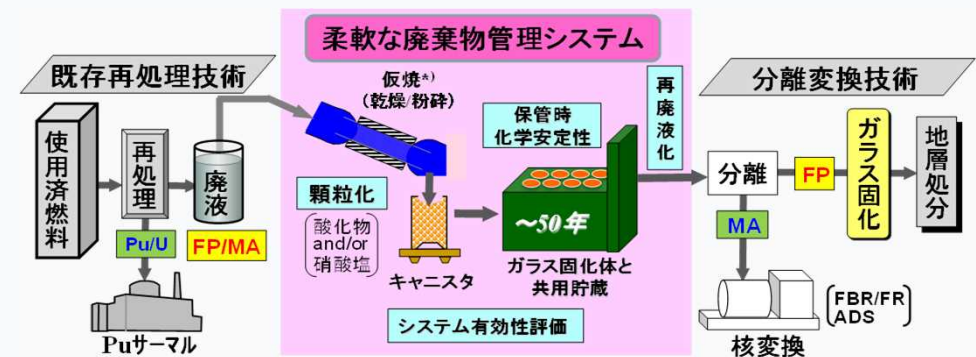 柔軟な廃棄物管理システム
既存再処理技術
分離変換技術
使用済燃料
再処理
廃液
Pu/U
FP/MA
Puサーマル
仮焼*)
(乾燥/粉砕)
顆粒化
酸化物
and/or
硝酸塩
キャニスタ
保管時
化学安定性
～50年
ガラス固化体と
共用貯蔵
システム有効性評価
再廃液化
分離
FP
ガラス固化
地層処分
MA
FBR/FR
ADS
核変換